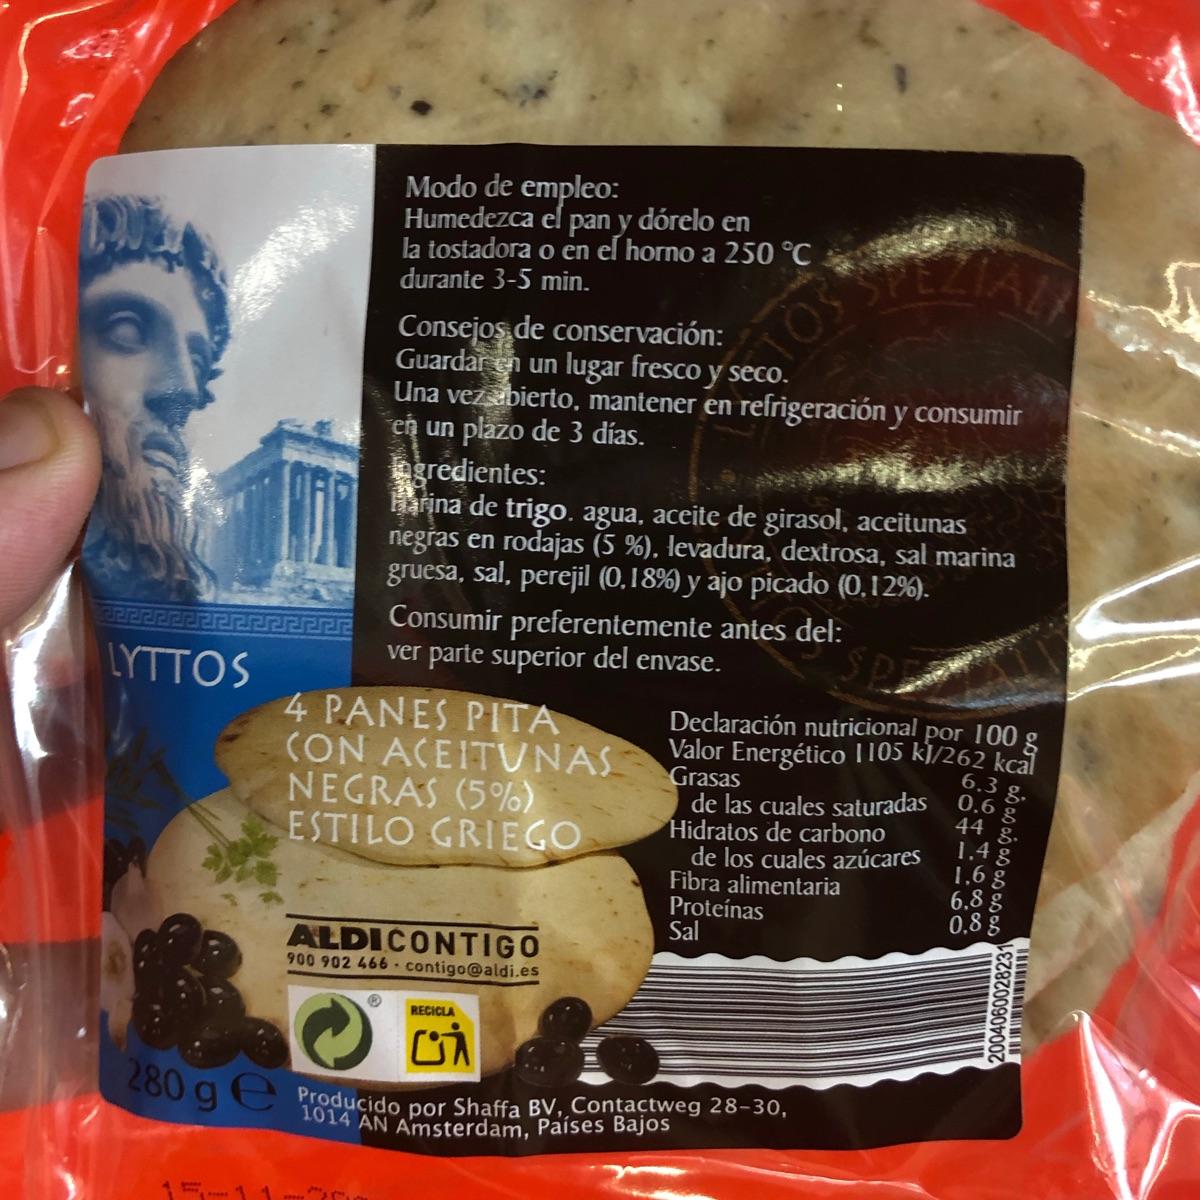 Modo de empleo:
Humedezca el pan y dórelo en
la tostadora o en el horno a 250 °C
durante 3-5 min.
Consejos de conservación:
Guardar en un lugar fresco y seco.
Una vez abierto, mantener en refrigeración y consumir
en un plazo de 3 días.
Ingredientes:
Harina de trigo. agua, aceite de girasol, aceitunas
negras en rodajas (5 %), levadura, dextrosa, sal marina
gruesa, sal, perejil (0,18%) y ajo picado (0,12%).
Consumir preferentemente antes del:
ver parte superior del envase.
LYTTOS
4 PANES PITA
CON ACEITUNAS
NEGRAS (5%)
ESTILO GRIEGO
Declaración nutricional por 100 g
Valor Energético 1105 kJ/262 kcal
Grasas 6.3 g.
de las cuales saturadas 0.6 g
Hidratos de carbono 44 g.
de los cuales azúcares 1,4 g
Fibra alimentaria 1,6 g
Proteínas 6,8 g
Sal 0,8 g
ALDI CONTIGO
900 902 466 - contigo@aldi.es
®
RECICLA
2004060028231
280 g e
Producido por Shaffa BV, Contactweg 28-30,
1014 AN Amsterdam, Países Bajos
LYTTOS SPEZIALI